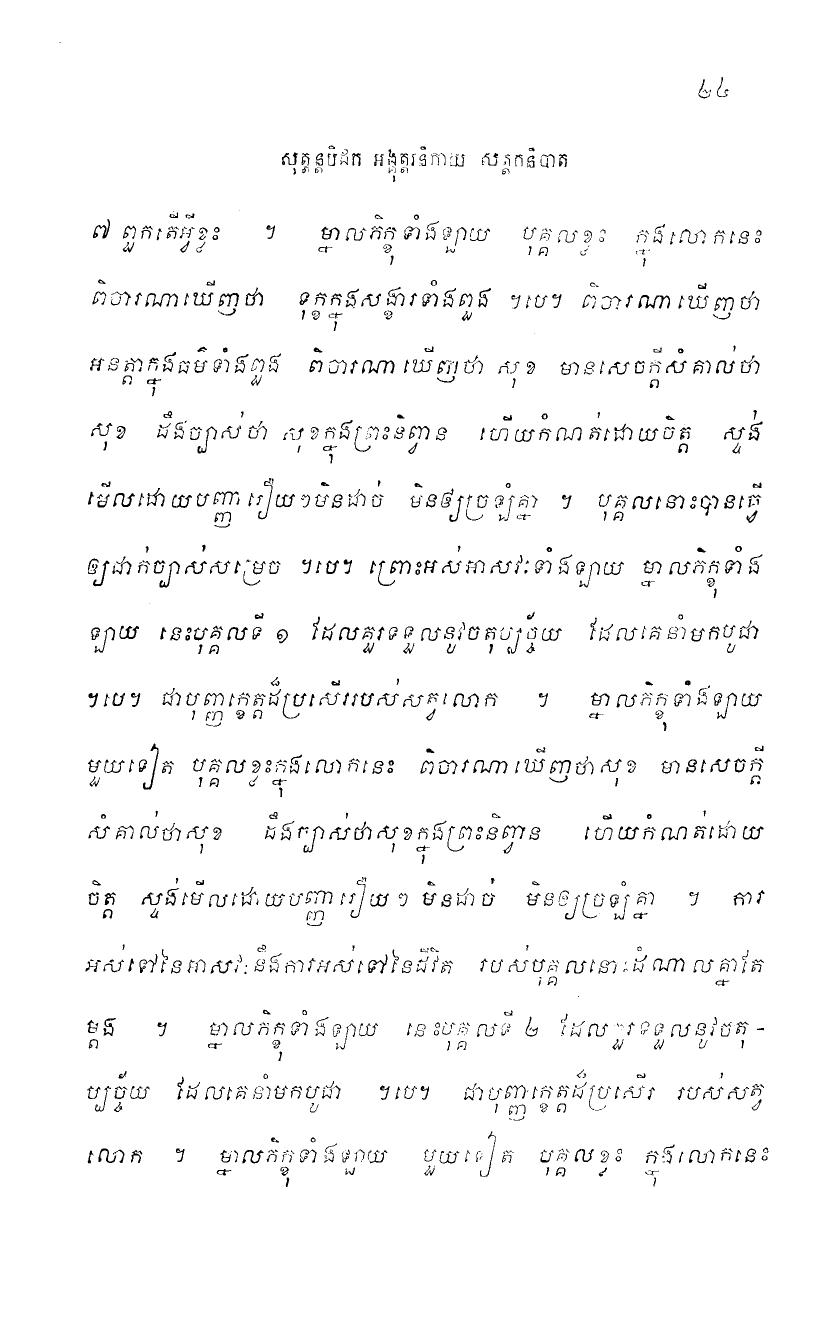 ២៤
សុត្តន្តបិដក អង្គុត្តរនិកាយ សត្តកនិបាត
៧ ពួកតើអ្វីខ្លះ ។ ម្នាលភិក្ខុទាំងឡាយ បុគ្គលខ្លះ ក្នុងលោកនេះ
ពិចារណាឃើញថា ទុក្ខក្នុងសង្ខារទាំងពួង ។បេ។ ពិចារណាឃើញថា
អនត្តាក្នុងធម៌ទាំងពួង ពិចារណាឃើញថា សុខ មានសេចក្តីសំគាល់ថា
សុខ ដឹងច្បាស់ថា សុខក្នុងព្រះនិព្វាន ហើយកំណត់ដោយចិត្ត ស្ទង់
មើលដោយបញ្ញា រឿយៗមិនដាច់ មិនឲ្យច្រឡំគ្នា ។ បុគ្គលនោះបានធ្វើ
ឲ្យជាក់ច្បាស់សម្រេច ។បេ។ ព្រោះអស់អាសវៈទាំងឡាយ ម្នាលភិក្ខុទាំង
ឡាយ នេះបុគ្គលទី ១ ដែលគួរទទួលនូវចតុប្បច្ច័យ ដែលគេនាំមកបូជា
។បេ។ ជាបុញ្ញក្ខេត្តដ៏ប្រសើររបស់សត្វលោក ។ ម្នាលភិក្ខុទាំងឡាយ
មួយទៀត បុគ្គលខ្លះក្នុងលោកនេះ ពិចារណាឃើញថាសុខ មានសេចក្តី
សំគាល់ថាសុខ ដឹងច្បាស់ថាសុខក្នុងព្រះនិព្វាន ហើយកំណត់ដោយ
ចិត្ត ស្ទង់មើលដោយបញ្ញា រឿយៗ មិនដាច់ មិនឲ្យច្រឡំគ្នា ។ ការ
អស់ទៅនៃអាសវៈនឹងការអស់ទៅនៃជីវិត របស់បុគ្គលនោះដំណាលគ្នាតែ
ម្តង ។ ម្នាលភិក្ខុទាំងឡាយ នេះបុគ្គលទី ២ ដែលគួរទទួលនូវចតុ-
ប្បច្ច័យ ដែលគេនាំមកបូជា ។បេ។ ជាបុញ្ញក្ខេត្តដ៏ប្រសើរ របស់សត្វ
លោក ។ ម្នាលភិក្ខុទាំងឡាយ មួយទៀត បុគ្គលខ្លះ ក្នុងលោកនេះ